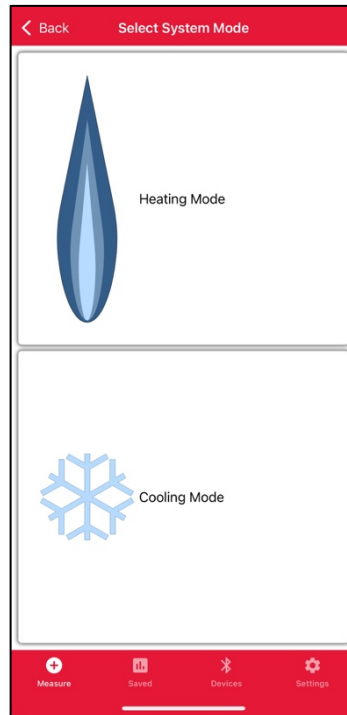 Back
Select System Mode
Heating Mode
Cooling Mode
Measure
Saved
Devices
Settings